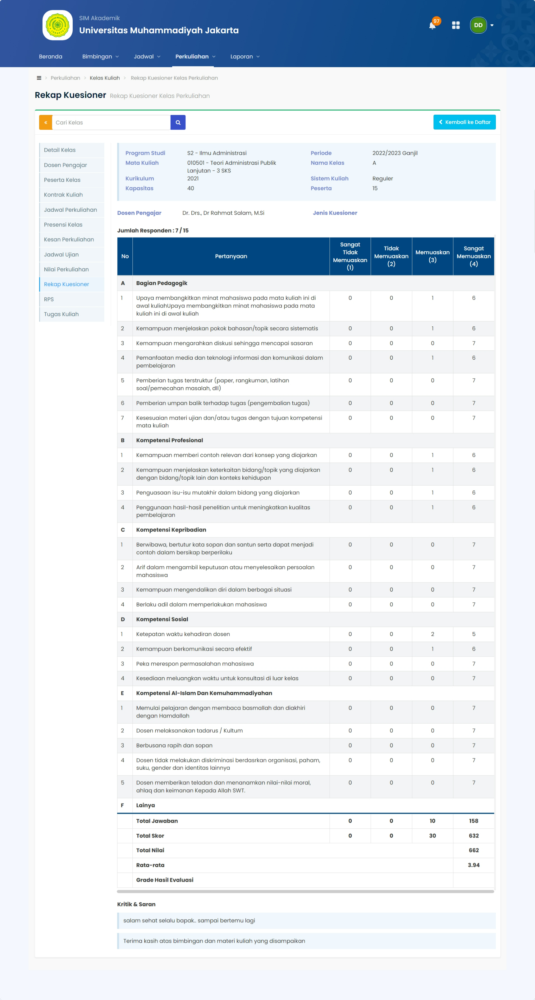 SIM Akademik
Universitas Muhammadiyah Jakarta
97
DD
Beranda Bimbingan Jadwal Perkuliahan Laporan
Perkuliahan > Kelas Kuliah > Rekap Kuesioner Kelas Perkuliahan
Rekap Kuesioner Rekap Kuesioner Kelas Perkuliahan
« Cari Kelas
Kembali ke Daftar
Detail Kelas
Dosen Pengajar
Peserta Kelas
Kontrak Kuliah
Jadwal Perkuliahan
Presensi Kelas
Kesan Perkuliahan
Jadwal Ujian
Nilai Perkuliahan
Rekap Kuesioner
RPS
Tugas Kuliah
Program Studi S2 - Ilmu Administrasi Periode 2022/2023 Ganjil
Mata Kuliah 010501 - Teori Administrasi Publik Nama Kelas A
Lanjutan - 3 SKS
Kurikulum 2021 Sistem Kuliah Reguler
Kapasitas 40 Peserta 15
Dosen Pengajar Dr. Drs., Dr Rahmat Salam, M.Si Jenis Kuesioner
Jumlah Responden : 7 / 15
No Pertanyaan
Sangat
Tidak
Memuaskan
(1)
Tidak
Memuaskan
(2)
Memuaskan
(3)
Sangat
Memuaskan
(4)
A Bagian Pedagogik
1 Upaya membangkitkan minat mahasiswa pada mata kuliah ini di 0 0 1 6
awal kuliahUpaya membangkitkan minat mahasiswa pada mata
kuliah ini di awal kuliah
2 Kemampuan menjelaskan pokok bahasan/topik secara sistematis 0 0 1 6
3 Kemampuan mengarahkan diskusi sehingga mencapai sasaran 0 0 0 7
4 Pemanfaatan media dan teknologi informasi dan komunikasi dalam 0 0 1 6
pembelajaran
5 Pemberian tugas terstruktur (paper, rangkuman, latihan 0 0 0 7
soal/pemecahan masalah, dll)
6 Pemberian umpan balik terhadap tugas (pengembalian tugas) 0 0 0 7
7 Kesesuaian materi ujian dan/atau tugas dengan tujuan kompetensi 0 0 0 7
mata kuliah
B Kompetensi Profesional
1 Kemampuan memberi contoh relevan dari konsep yang diajarkan 0 0 1 6
2 Kemampuan menjelaskan keterkaitan bidang/topik yang diajarkan 0 0 1 6
dengan bidang/topik lain dan konteks kehidupan
3 Penguasaan isu-isu mutakhir dalam bidang yang diajarkan 0 0 1 6
4 Penggunaan hasil-hasil penelitian untuk meningkatkan kualitas 0 0 1 6
pembelajaran
C Kompetensi Kepribadian
1 Berwibawa, bertutur kata sopan dan santun serta dapat menjadi 0 0 0 7
contoh dalam bersikap berperilaku
2 Arif dalam mengambil keputusan atau menyelesaikan persoalan 0 0 0 7
mahasiswa
3 Kemampuan mengendalikan diri dalam berbagai situasi 0 0 0 7
4 Berlaku adil dalam memperlakukan mahasiswa 0 0 0 7
D Kompetensi Sosial
1 Ketepatan waktu kehadiran dosen 0 0 2 5
2 Kemampuan berkomunikasi secara efektif 0 0 1 6
3 Peka merespon permasalahan mahasiswa 0 0 0 7
4 Kesediaan meluangkan waktu untuk konsultasi di luar kelas 0 0 0 7
E Kompetensi Al-Islam Dan Kemuhammadiyahan
1 Memulai pelajaran dengan membaca basmallah dan diakhiri 0 0 0 7
dengan Hamdallah
2 Dosen melaksanakan tadarus / Kultum 0 0 0 7
3 Berbusana rapih dan sopan 0 0 0 7
4 Dosen tidak melakukan diskriminasi berdasrkan organisasi, paham, 0 0 0 7
suku, gender dan identitas lainnya
5 Dosen memberikan teladan dan menanamkan nilai-nilai moral, 0 0 0 7
ahlaq dan keimanan Kepada Allah SWT.
F Lainya
Total Jawaban 0 0 10 158
Total Skor 0 0 30 632
Total Nilai 662
Rata-rata 3.94
Grade Hasil Evaluasi
Kritik & Saran
salam sehat selalu bapak.. sampai bertemu lagi
Terima kasih atas bimbingan dan materi kuliah yang disampaikan